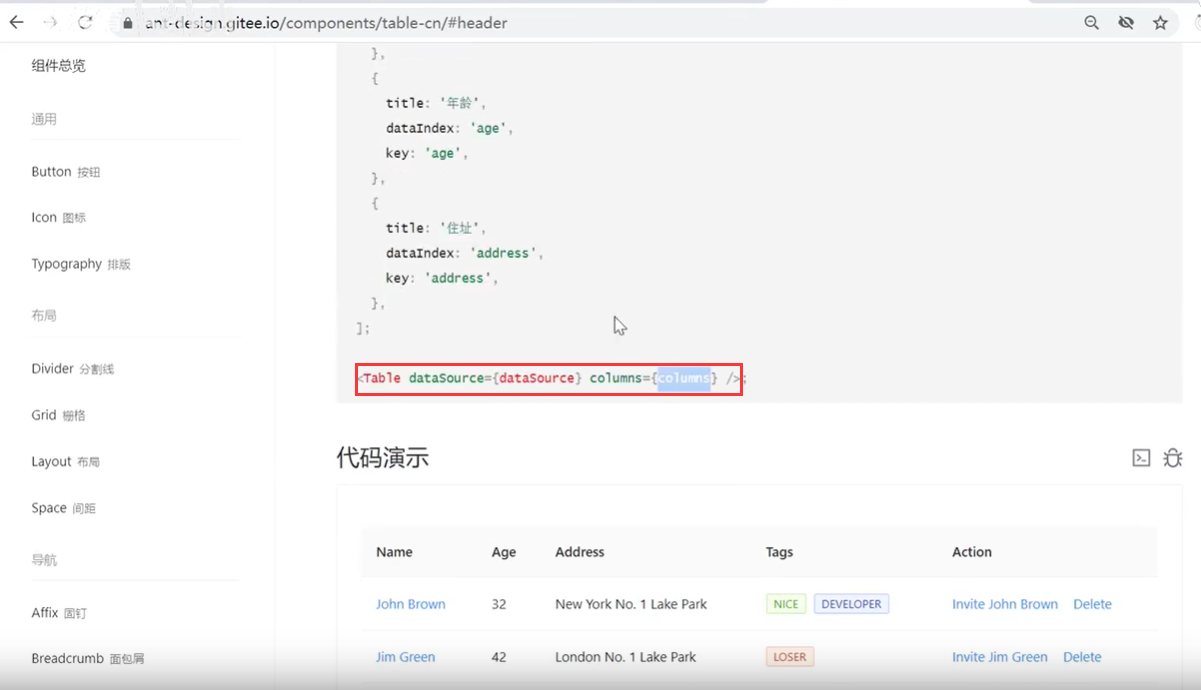 ant-design.gitee.io/components/table-cn/#header
组件总览
通用
Button 按钮
Icon 图标
Typography 排版
布局
Divider 分割线
Grid 栅格
Layout 布局
Space 间距
导航
Affix 固钉
Breadcrumb 面包屑
},
{
title: '年龄',
dataIndex: 'age',
key: 'age',
},
{
title: '住址',
dataIndex: 'address',
key: 'address',
},
];
<Table dataSource={dataSource} columns={columns} />;
代码演示
Name Age Address Tags Action
John Brown 32 New York No. 1 Lake Park NICE DEVELOPER Invite John Brown Delete
Jim Green 42 London No. 1 Lake Park LOSER Invite Jim Green Delete